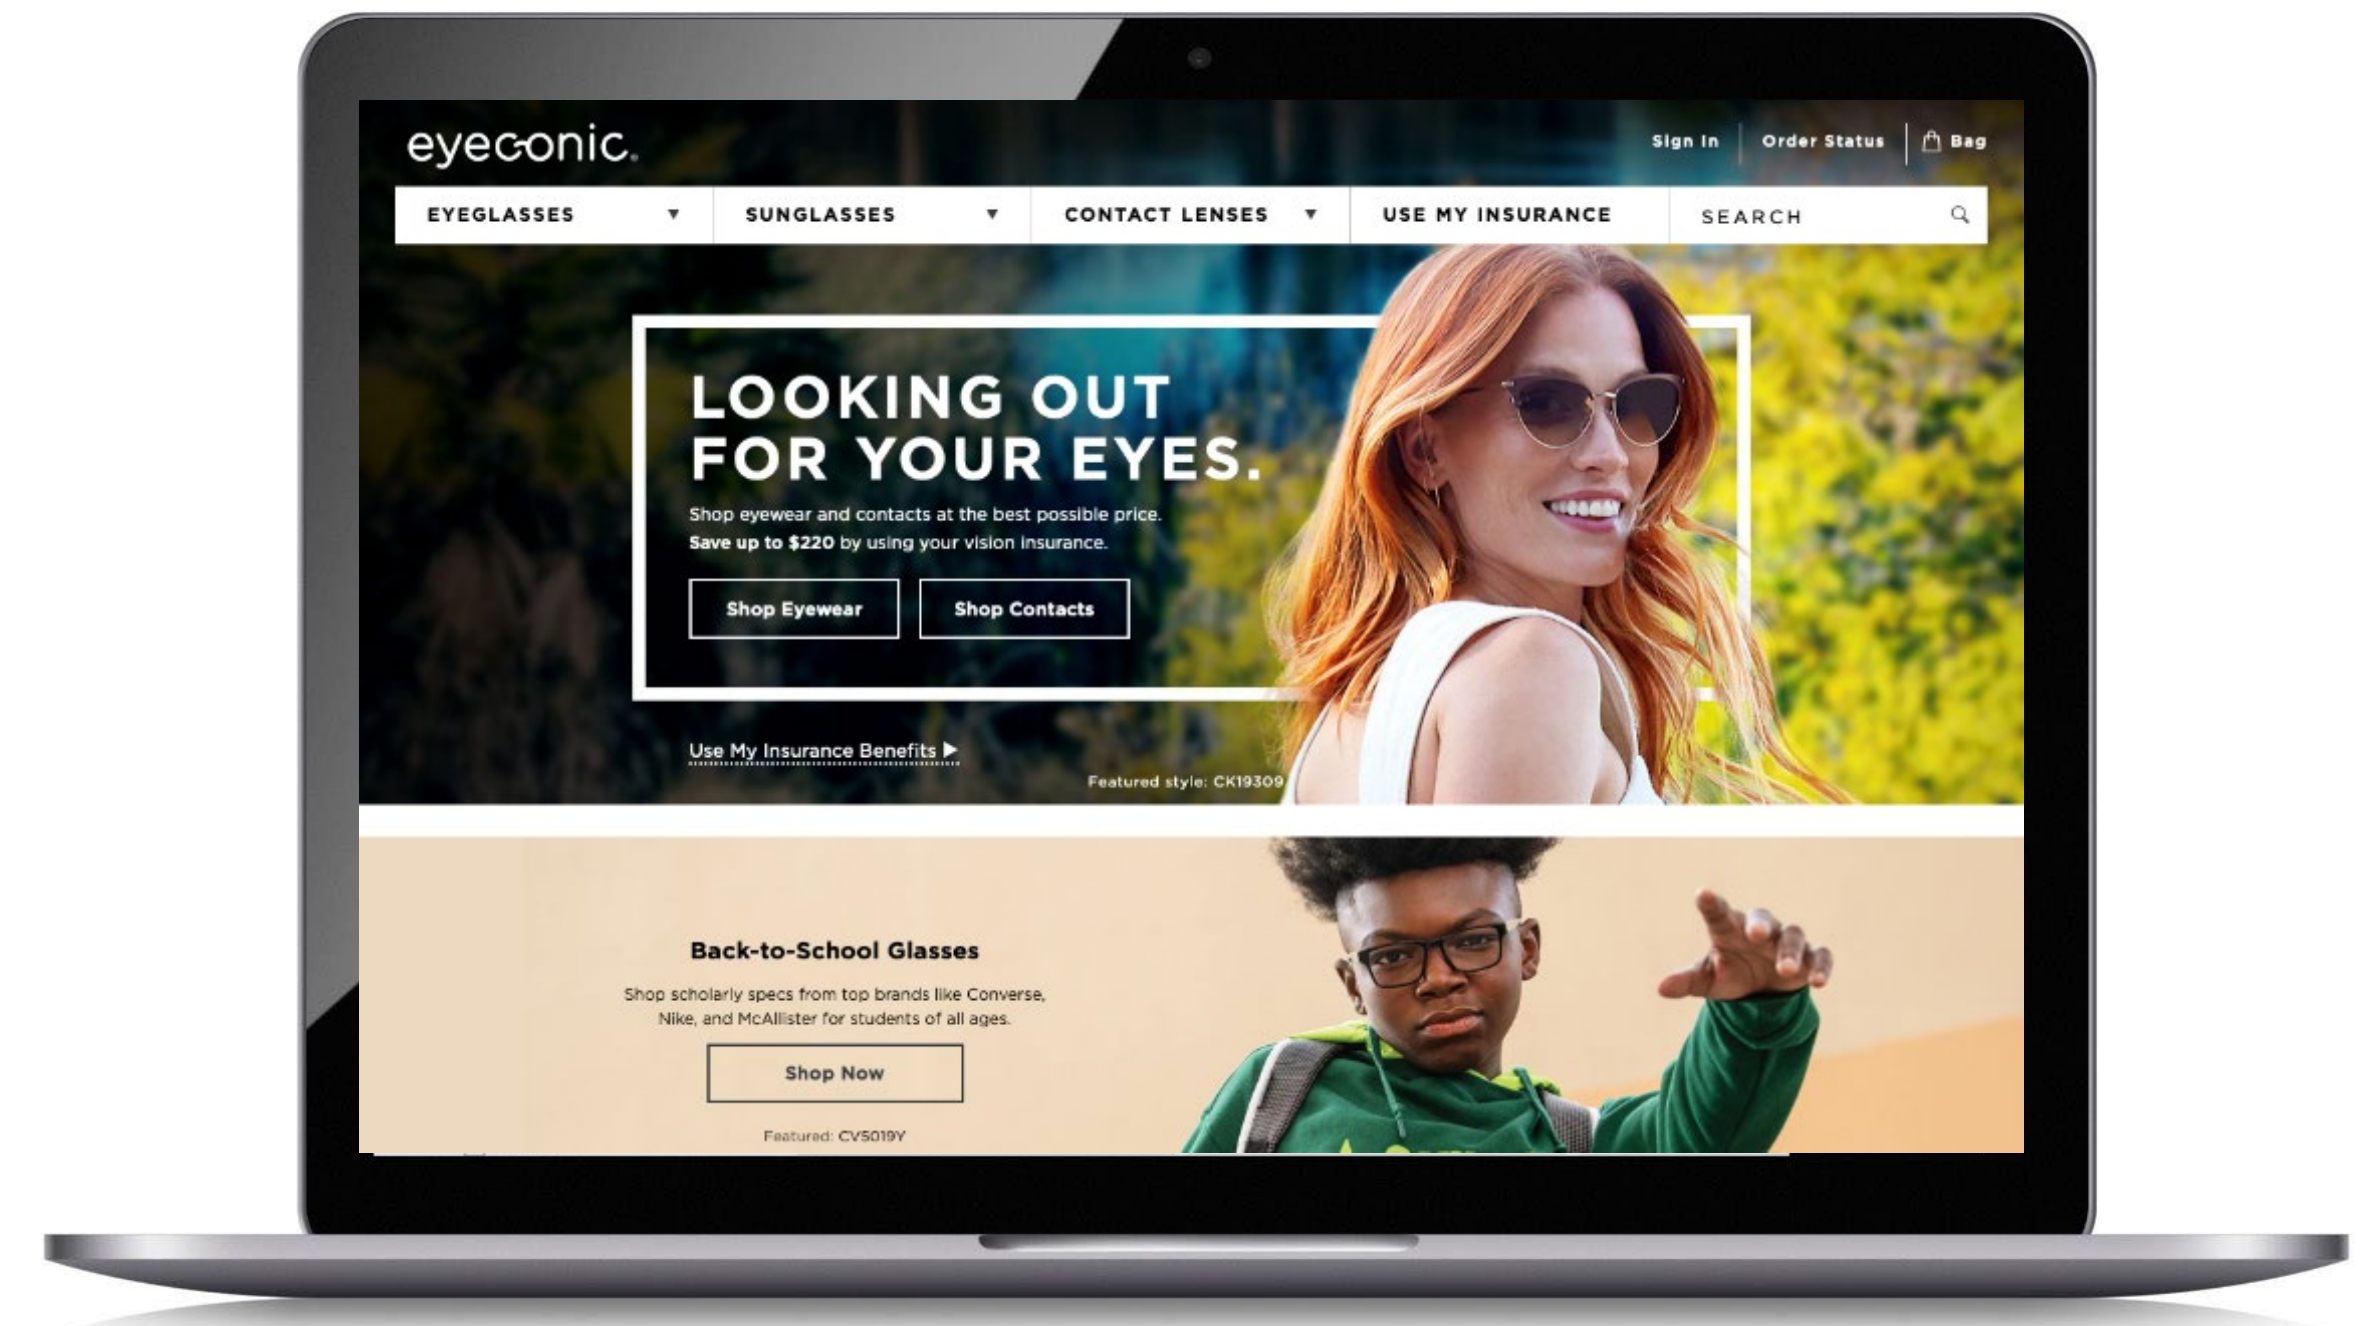 eyeconic.
Sign In
Order Status
Bag
EYEGLASSES
SUNGLASSES
CONTACT LENSES
USE MY INSURANCE
SEARCH
LOOKING OUT
FOR YOUR EYES.
Shop eyewear and contacts at the best possible price.
Save up to $220 by using your vision insurance.
Shop Eyewear
Shop Contacts
Use My Insurance Benefits
Featured style: CK19309
Back-to-School Glasses
Shop scholarly specs from top brands like Converse,
Nike, and McAllister for students of all ages.
Shop Now
Featured: CV5019Y